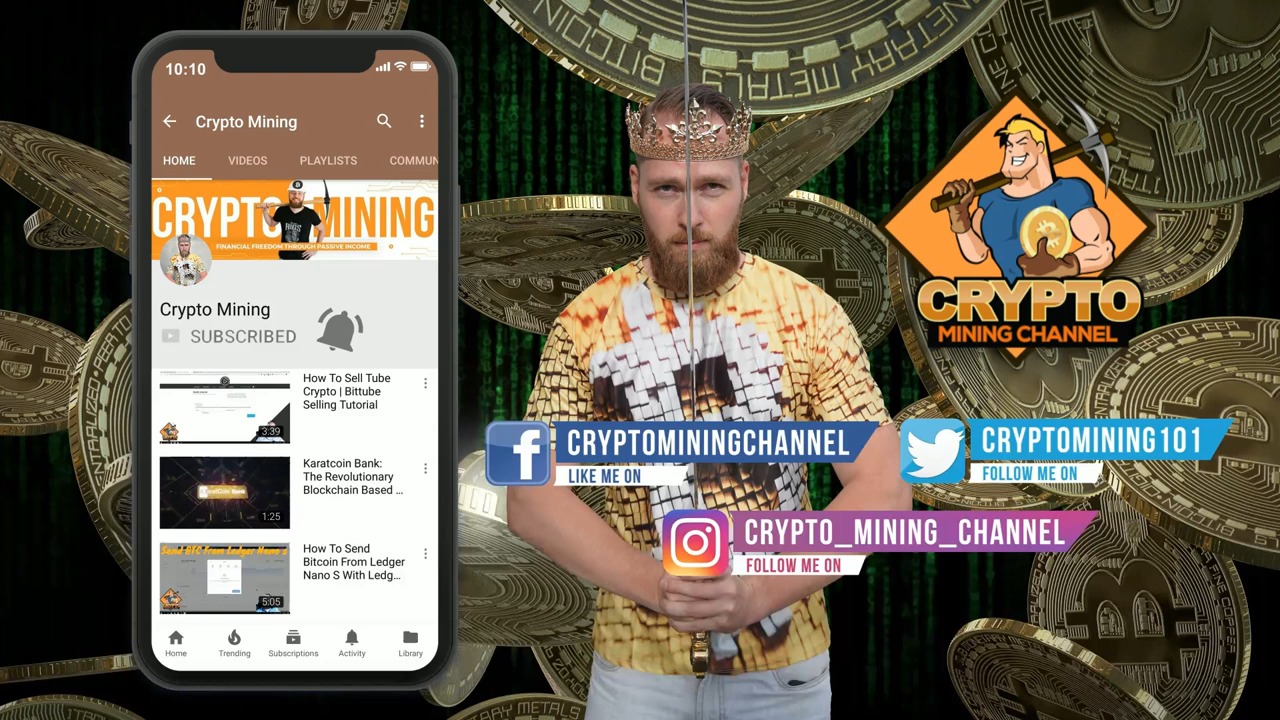 10:10
Crypto Mining
HOME
VIDEOS
PLAYLISTS
COMMUN
CRYPTO MINING
FINANCIAL FREEDOM THROUGH PASSIVE INCOME
Crypto Mining
SUBSCRIBED
How To Sell Tube
Crypto | Bittube
Selling Tutorial
3:39
Karatcoin Bank:
The Revolutionary
Blockchain Based ...
1:25
How To Send
Bitcoin From Ledger
Nano S With Ledg...
5:05
Home
Trending
Subscriptions
Activity
Library
CRYPTO
MINING CHANNEL
CRYPTOMININGCHANNEL
LIKE ME ON
CRYPTOMINING101
FOLLOW ME ON
CRYPTO_MINING_CHANNEL
FOLLOW ME ON
BITCOIN